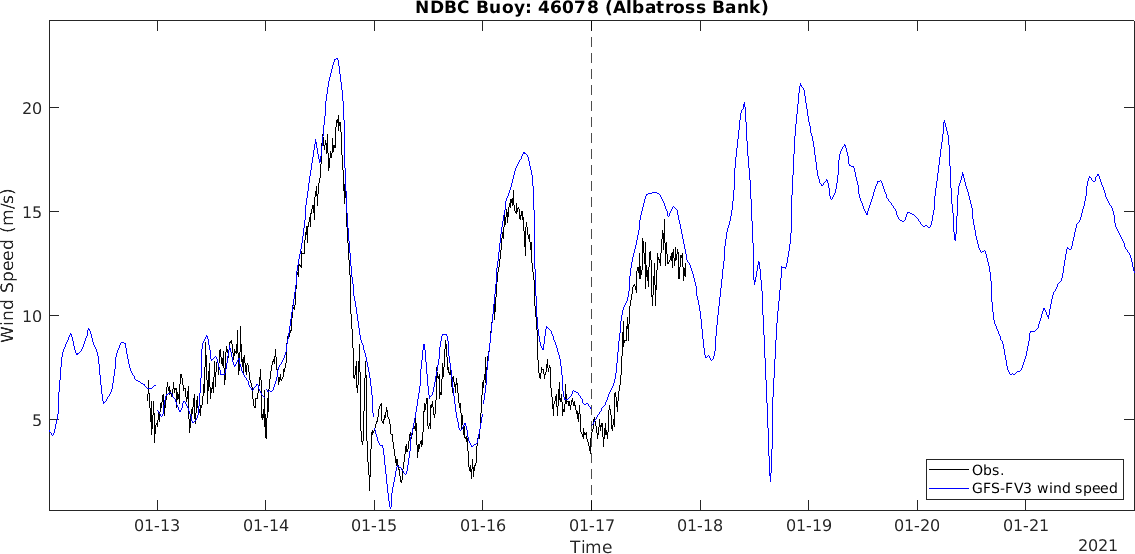 NDBC Buoy: 46078 (Albatross Bank)
Wind Speed (m/s)
20
15
10
5
Obs.
GFS-FV3 wind speed
01-13 01-14 01-15 01-16 01-17 01-18 01-19 01-20 01-21
Time
2021